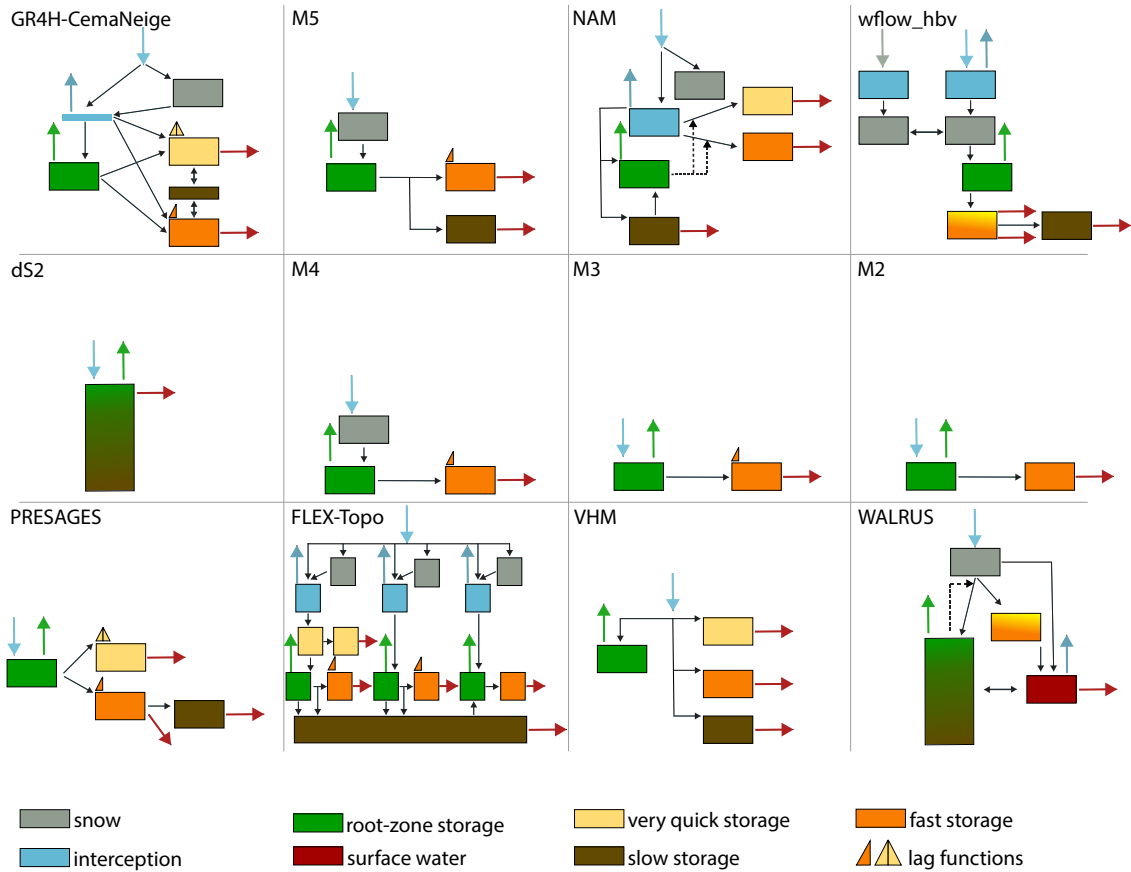 GR4H-CemaNeige
M5
NAM
wflow_hbv
dS2
M4
M3
M2
PRESAGES
FLEX-Topo
VHM
WALRUS
snow
root-zone storage
very quick storage
fast storage
interception
surface water
slow storage
lag functions